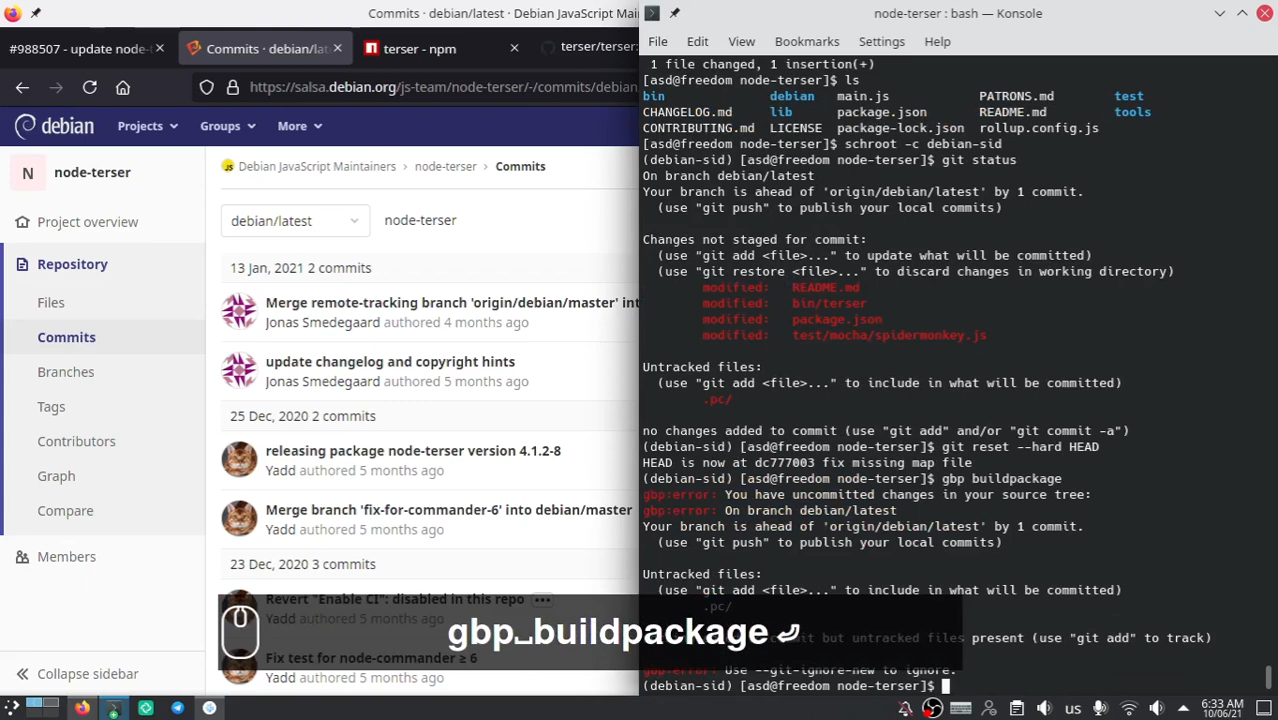 Commits · debian/latest · Debian JavaScript Ma
#988507 - update node-
Commits · debian/lat
terser - npm
terser/terser:
https://salsa.debian.org/js-team/node-terser/-/commits/debian
debian
Projects
Groups
More
N
node-terser
Project overview
Repository
Files
Commits
Branches
Tags
Contributors
Graph
Compare
Members
Collapse sidebar
Debian JavaScript Maintainers
node-terser
Commits
debian/latest
node-terser
13 Jan, 2021 2 commits
Merge remote-tracking branch 'origin/debian/master' int
Jonas Smedegaard authored 4 months ago
update changelog and copyright hints
Jonas Smedegaard authored 5 months ago
25 Dec, 2020 2 commits
releasing package node-terser version 4.1.2-8
Yadd authored 5 months ago
Merge branch 'fix-for-commander-6' into debian/master
Yadd authored 5 months ago
23 Dec, 2020 3 commits
Revert "Enable CI": disabled in this repo
Yadd authored 5 months ago
Fix test for node-commander ≥ 6
Yadd authored 5 months ago
node-terser : bash — Konsole
File Edit View Bookmarks Settings Help
1 file changed, 1 insertion(+)
[asd@freedom node-terser]$ ls
bin debian main.js PATRONS.md test
CHANGELOG.md lib package.json README.md tools
CONTRIBUTING.md LICENSE package-lock.json rollup.config.js
[asd@freedom node-terser]$ schroot -c debian-sid
(debian-sid) [asd@freedom node-terser]$ git status
On branch debian/latest
Your branch is ahead of 'origin/debian/latest' by 1 commit.
(use "git push" to publish your local commits)
Changes not staged for commit:
(use "git add <file>..." to update what will be committed)
(use "git restore <file>..." to discard changes in working directory)
modified: README.md
modified: bin/terser
modified: package.json
modified: test/mocha/spidermonkey.js
Untracked files:
(use "git add <file>..." to include in what will be committed)
.pc/
no changes added to commit (use "git add" and/or "git commit -a")
(debian-sid) [asd@freedom node-terser]$ git reset --hard HEAD
HEAD is now at dc777003 fix missing map file
(debian-sid) [asd@freedom node-terser]$ gbp buildpackage
gbp:error: You have uncommitted changes in your source tree:
gbp:error: On branch debian/latest
Your branch is ahead of 'origin/debian/latest' by 1 commit.
(use "git push" to publish your local commits)
Untracked files:
(use "git add <file>..." to include in what will be committed)
.pc/
commit but untracked files present (use "git add" to track)
gbp:error: Use --git-ignore-new to ignore.
(debian-sid) [asd@freedom node-terser]$
gbp␣buildpackage⏎
us
6:33 AM
10/06/21